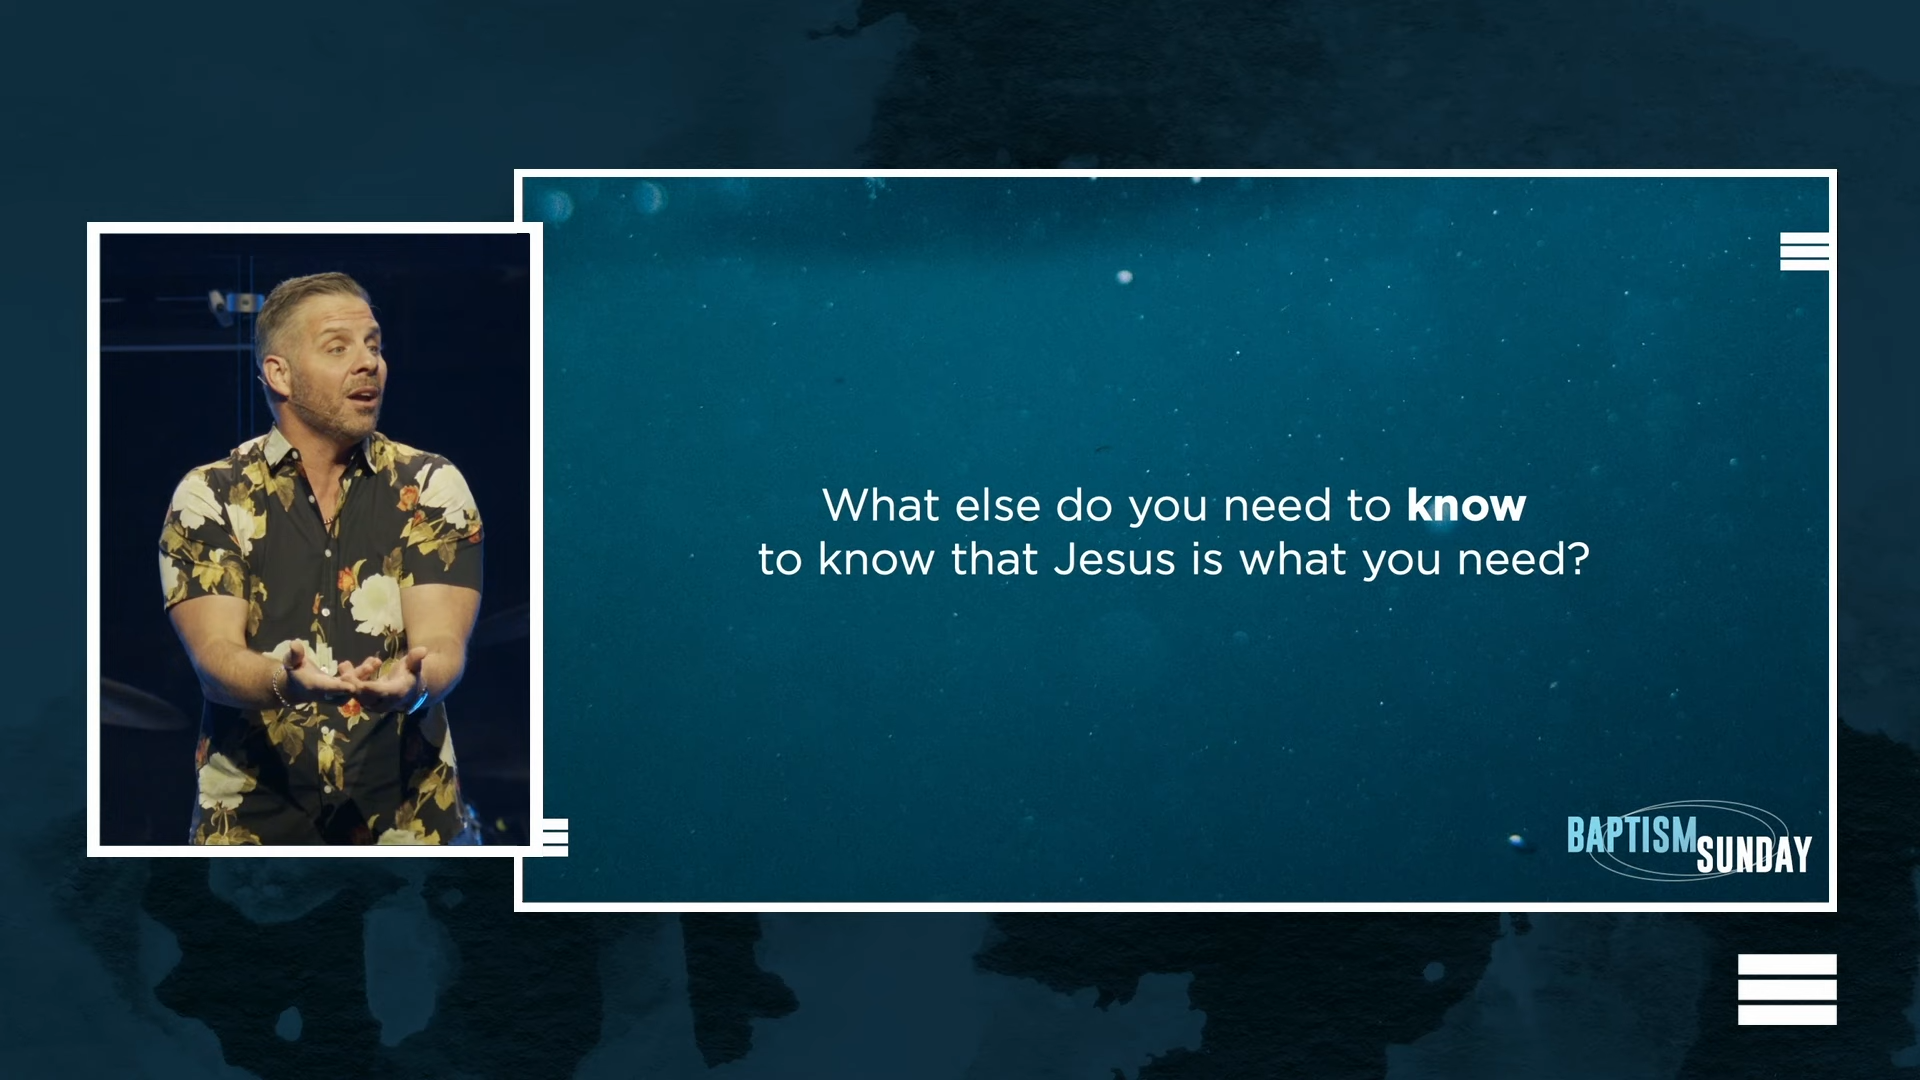 What else do you need to know
to know that Jesus is what you need?
BAPTISM
SUNDAY